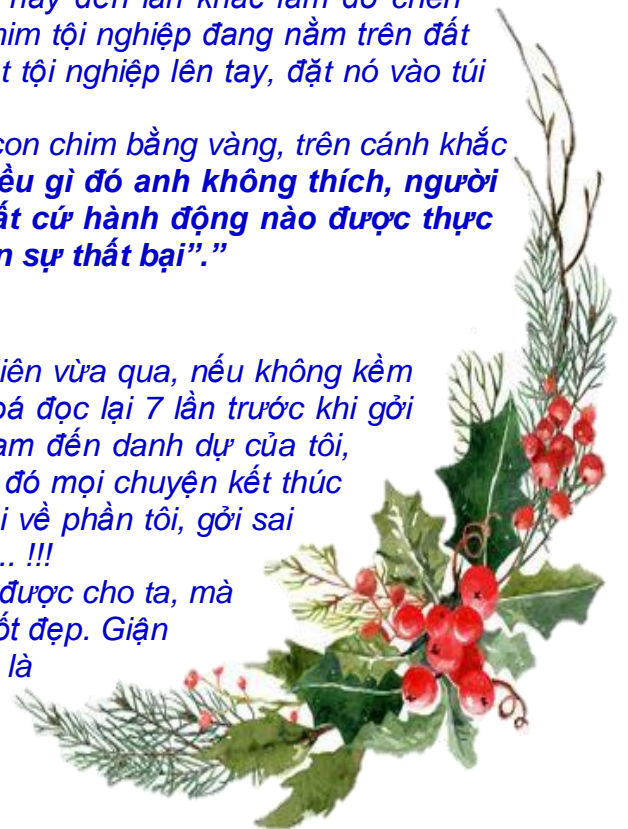 này đến lần khác làm đổ chén
him tội nghiệp đang nằm trên đất
t tội nghiệp lên tay, đặt nó vào túi
con chim bằng vàng, trên cánh khắc
ều gì đó anh không thích, người
ất cứ hành động nào được thực
n sự thất bại”.”
iên vừa qua, nếu không kềm
oá đọc lại 7 lần trước khi gởi
am đến danh dự của tôi,
đó mọi chuyện kết thúc
i về phần tôi, gởi sai
.. !!!
được cho ta, mà
ốt đẹp. Giận
là